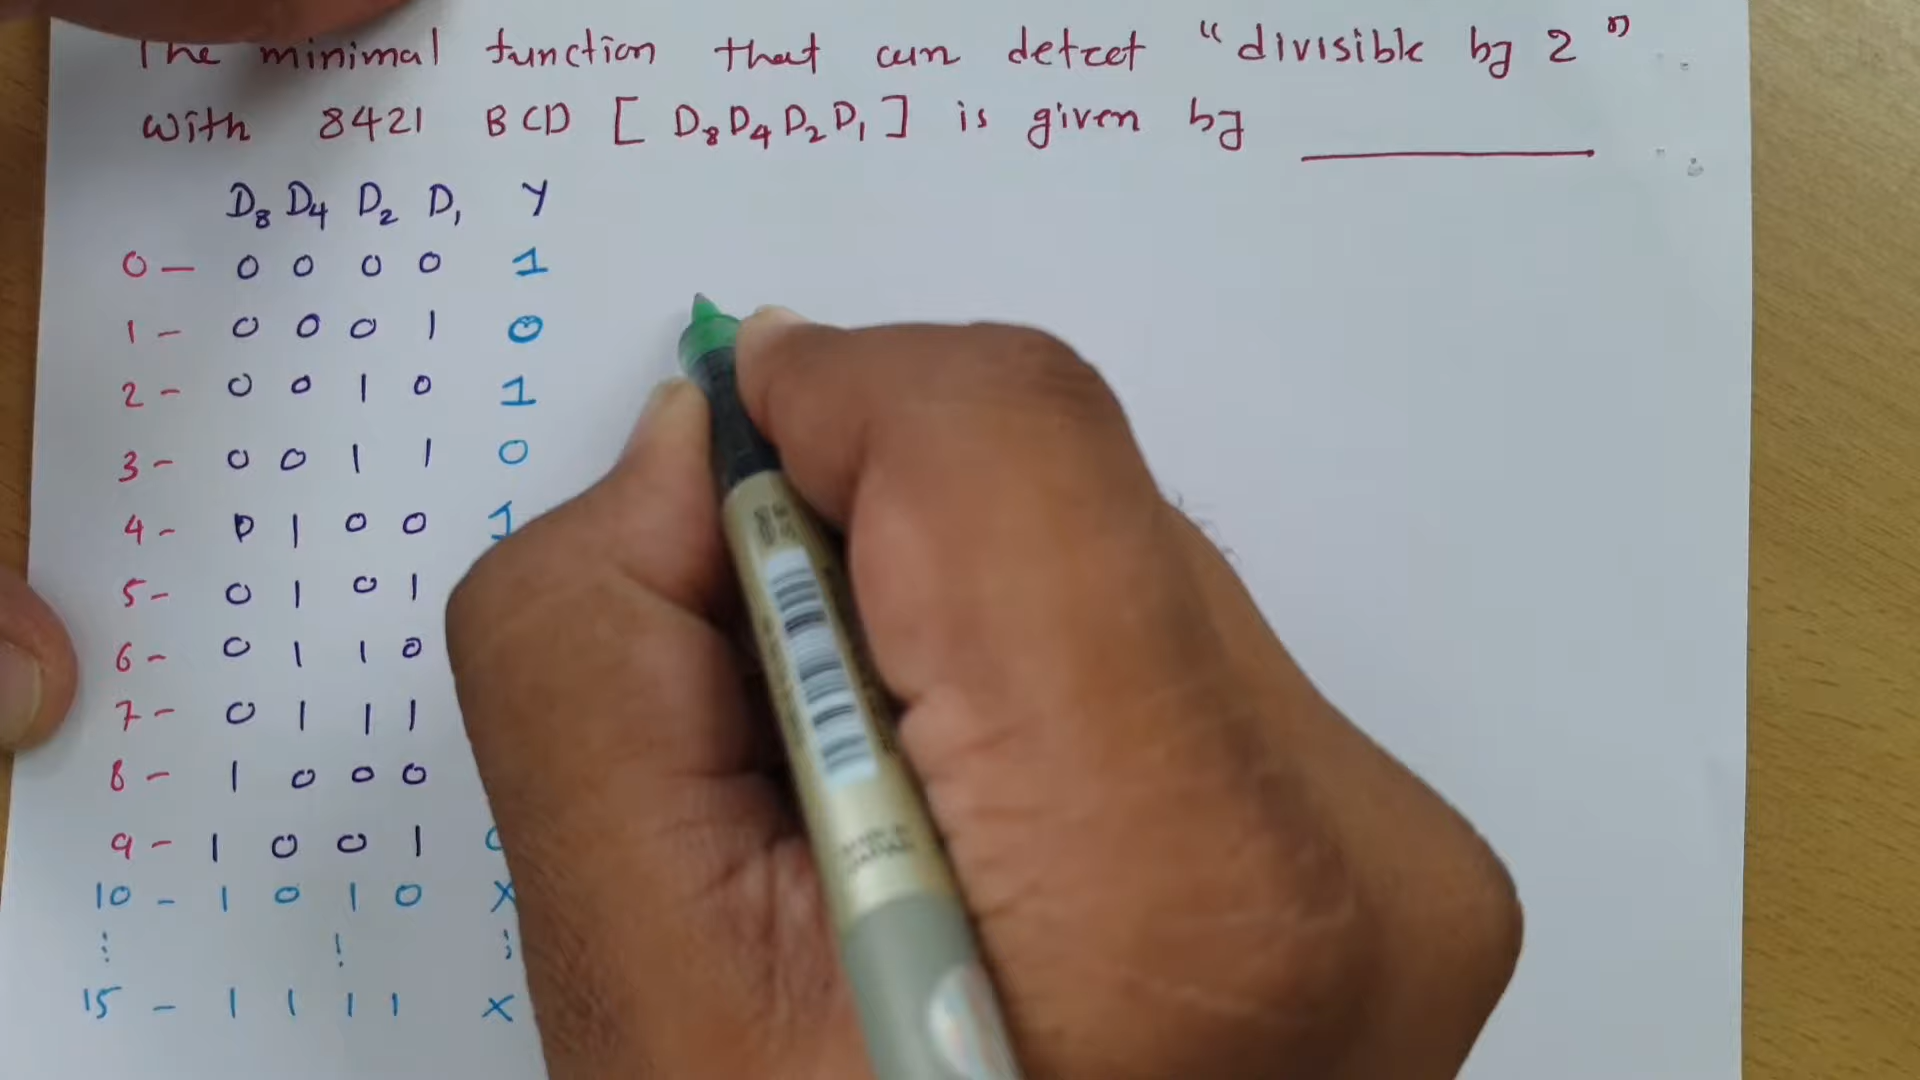 The minimal function that can detect "divisible by 2"
with 8421 BCD [ D8D4D2D1 ] is given by ________
D8 D4 D2 D1 Y
0 - 0 0 0 0 1
1 - 0 0 0 1 0
2 - 0 0 1 0 1
3 - 0 0 1 1 0
4 - 0 1 0 0 1
5 - 0 1 0 1
6 - 0 1 1 0
7 - 0 1 1 1
8 - 1 0 0 0
9 - 1 0 0 1 0
10 - 1 0 1 0 X
⋮ ⋮ ⋮
15 - 1 1 1 1 X